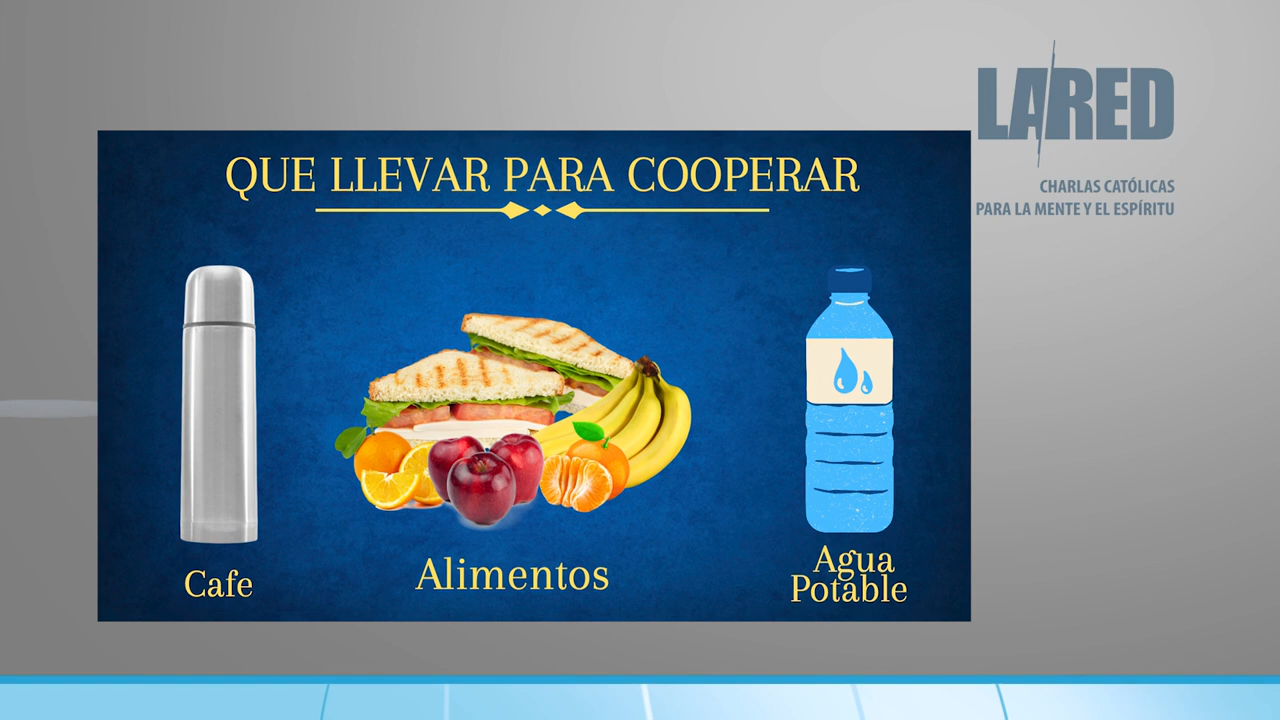 LARED
CHARLAS CATÓLICAS
PARA LA MENTE Y EL ESPÍRITU
QUE LLEVAR PARA COOPERAR
Cafe
Alimentos
Agua
Potable